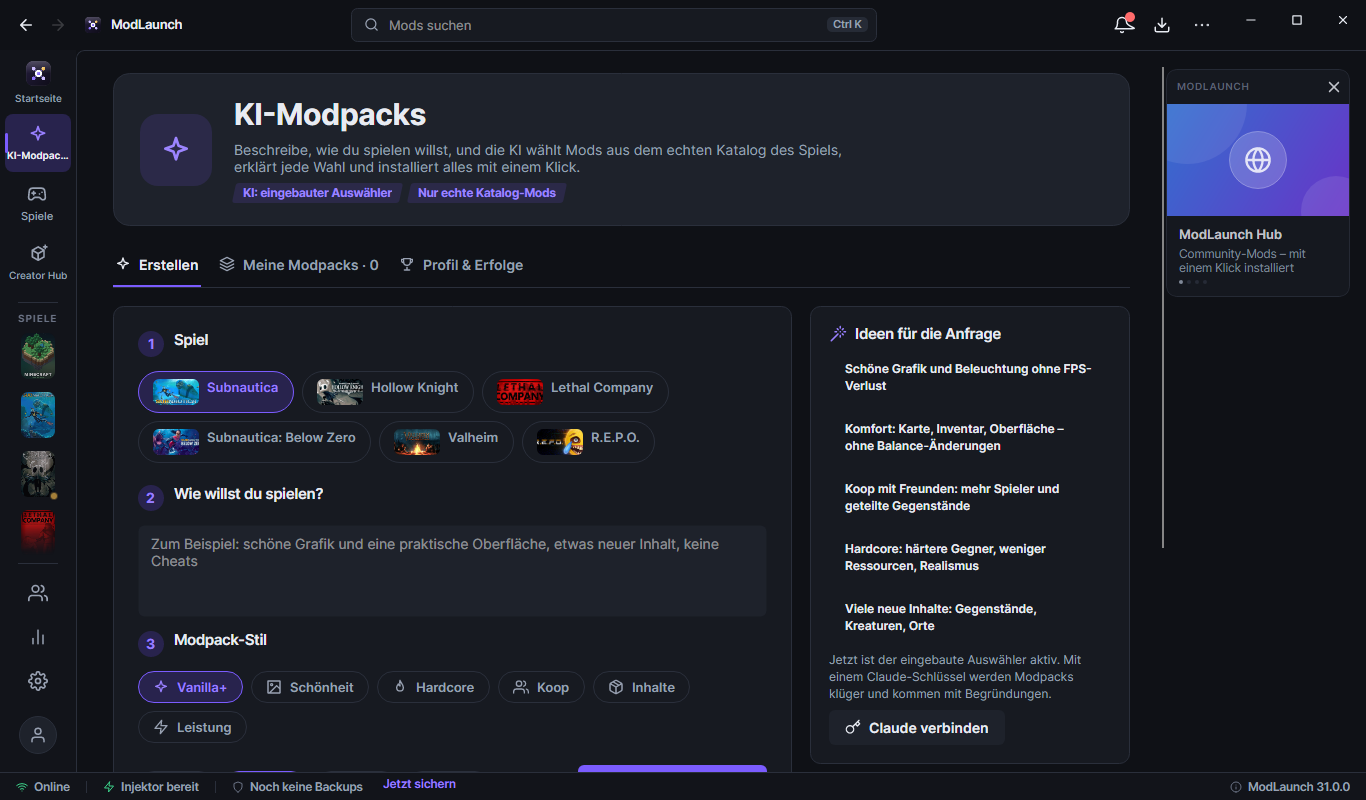 ModLaunch
Mods suchen
Ctrl K
Startseite
KI-Modpac...
Spiele
Creator Hub
SPIELE
MINECRAFT
LETHAL
COMPANY
KI-Modpacks
Beschreibe, wie du spielen willst, und die KI wählt Mods aus dem echten Katalog des Spiels,
erklärt jede Wahl und installiert alles mit einem Klick.
KI: eingebauter Auswähler
Nur echte Katalog-Mods
Erstellen
Meine Modpacks · 0
Profil & Erfolge
1
Spiel
Subnautica
HOLLOW KNIGHT
Hollow Knight
LETHAL
COMPANY
Lethal Company
Subnautica: Below Zero
Valheim
R.E.P.O.
R.E.P.O.
2
Wie willst du spielen?
Zum Beispiel: schöne Grafik und eine praktische Oberfläche, etwas neuer Inhalt, keine
Cheats
3
Modpack-Stil
Vanilla+
Schönheit
Hardcore
Koop
Inhalte
Leistung
Ideen für die Anfrage
Schöne Grafik und Beleuchtung ohne FPS-
Verlust
Komfort: Karte, Inventar, Oberfläche –
ohne Balance-Änderungen
Koop mit Freunden: mehr Spieler und
geteilte Gegenstände
Hardcore: härtere Gegner, weniger
Ressourcen, Realismus
Viele neue Inhalte: Gegenstände,
Kreaturen, Orte
Jetzt ist der eingebaute Auswähler aktiv. Mit
einem Claude-Schlüssel werden Modpacks
klüger und kommen mit Begründungen.
Claude verbinden
MODLAUNCH
ModLaunch Hub
Community-Mods – mit
einem Klick installiert
Online
Injektor bereit
Noch keine Backups
Jetzt sichern
ModLaunch 31.0.0